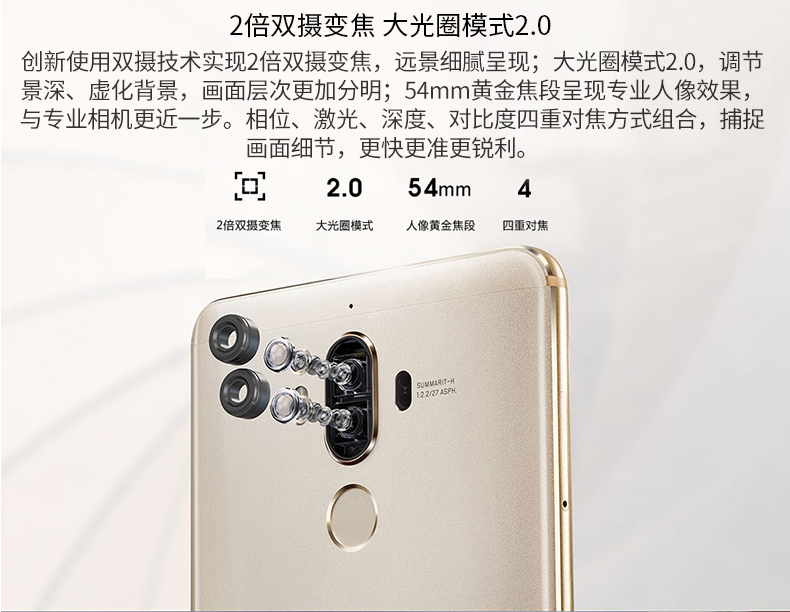 2倍双摄变焦 大光圈模式2.0
创新使用双摄技术实现2倍双摄变焦，远景细腻呈现；大光圈模式2.0，调节
景深、虚化背景，画面层次更加分明；54mm黄金焦段呈现专业人像效果，
与专业相机更近一步。相位、激光、深度、对比度四重对焦方式组合，捕捉
画面细节，更快更准更锐利。
2.0 54mm 4
2倍双摄变焦 大光圈模式 人像黄金焦段 四重对焦
SUMMARIT-H
1:2.2/27 ASPH.